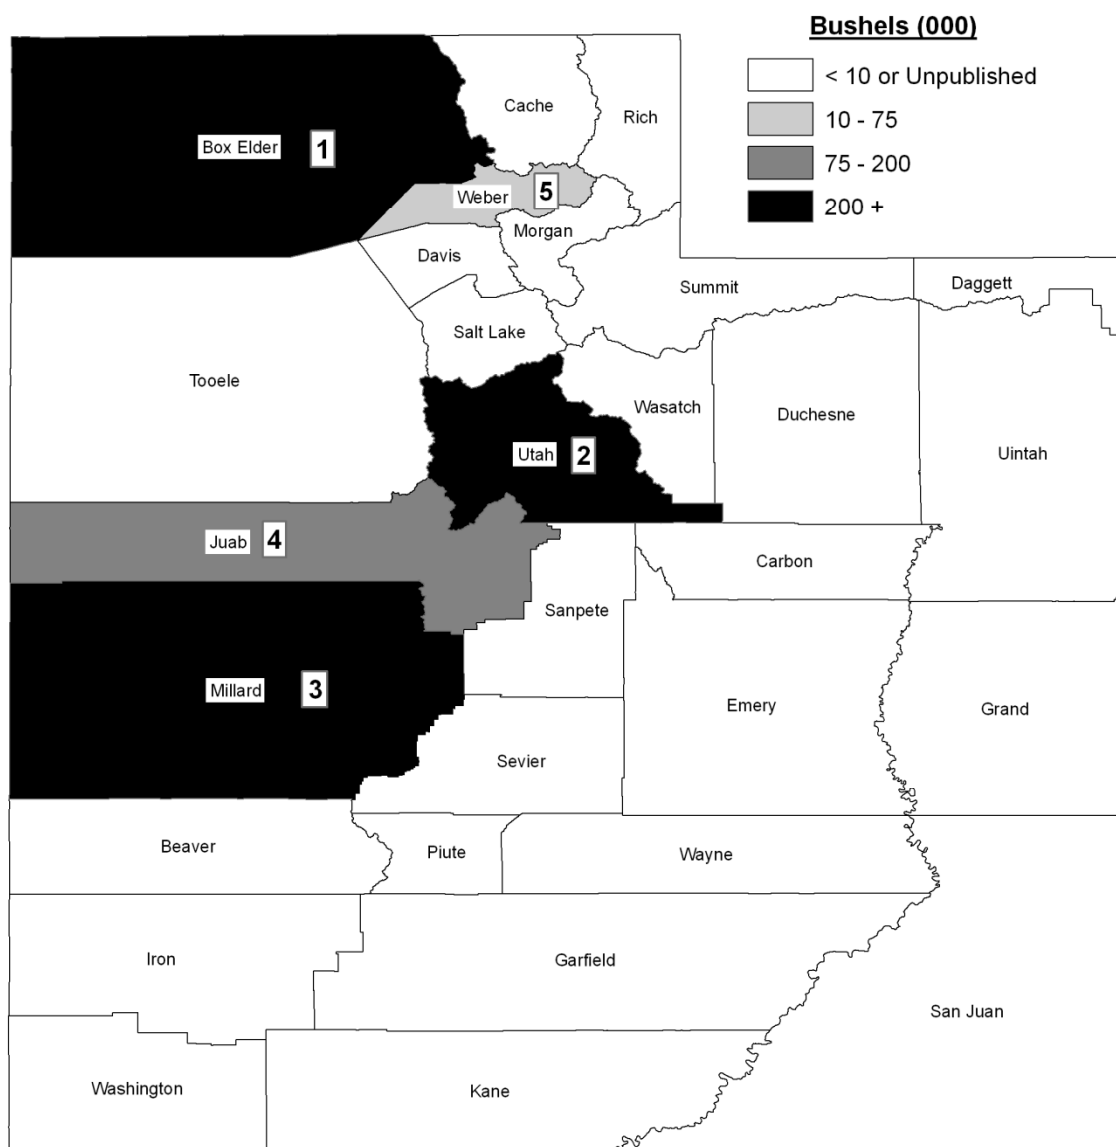 Bushels (000)
< 10 or Unpublished
10 - 75
75 - 200
200 +
Cache
Rich
Box Elder 1
Weber 5
Morgan
Davis
Summit
Daggett
Salt Lake
Tooele
Wasatch
Duchesne
Utah 2
Uintah
Juab 4
Carbon
Sanpete
Millard 3
Emery
Grand
Sevier
Beaver
Piute
Wayne
Iron
Garfield
San Juan
Washington
Kane